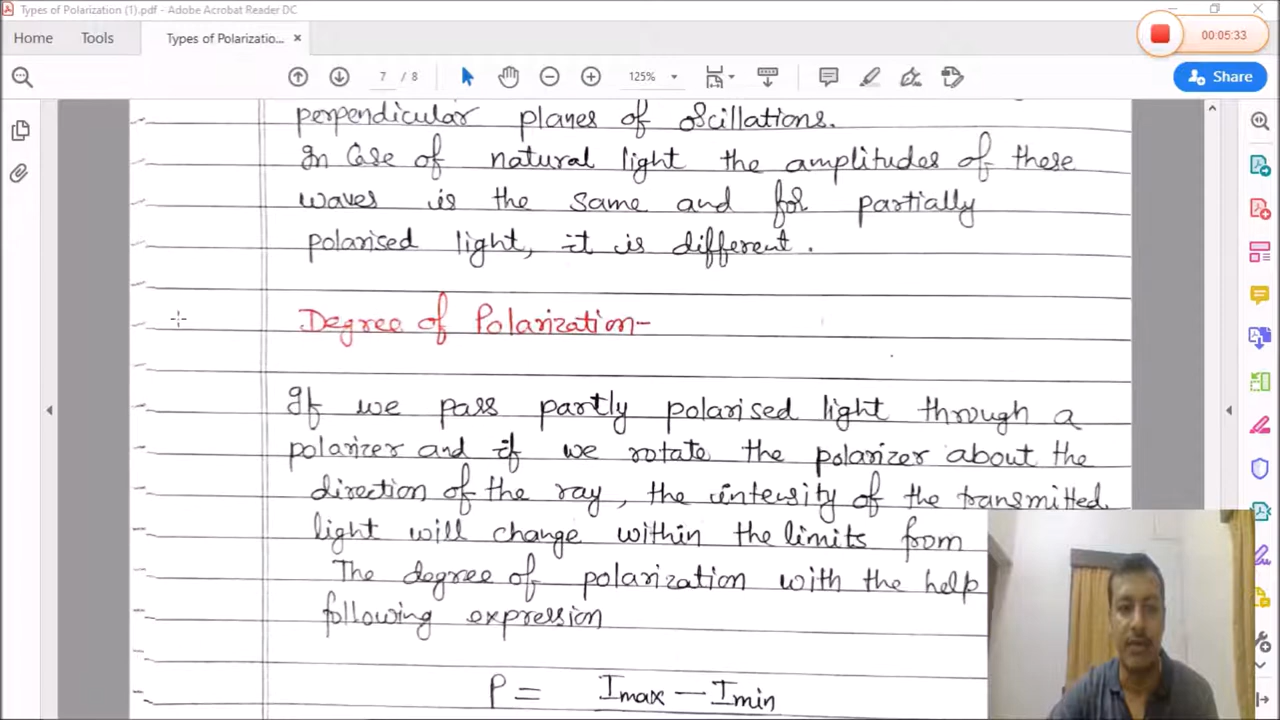 Types of Polarization (1).pdf - Adobe Acrobat Reader DC
00:05:33
Home Tools Types of Polarizatio... ×
7 / 8 125% Share
perpendicular planes of oscillations.
In Case of natural light the amplitudes of these
waves is the same and for partially
polarised light, it is different.
Degree of Polarization-
If we pass partly polarised light through a
polarizer and if we rotate the polarizer about the
direction of the ray, the intensity of the transmitted
light will change within the limits from
The degree of polarization with the help
following expression
P = Imax — Imin